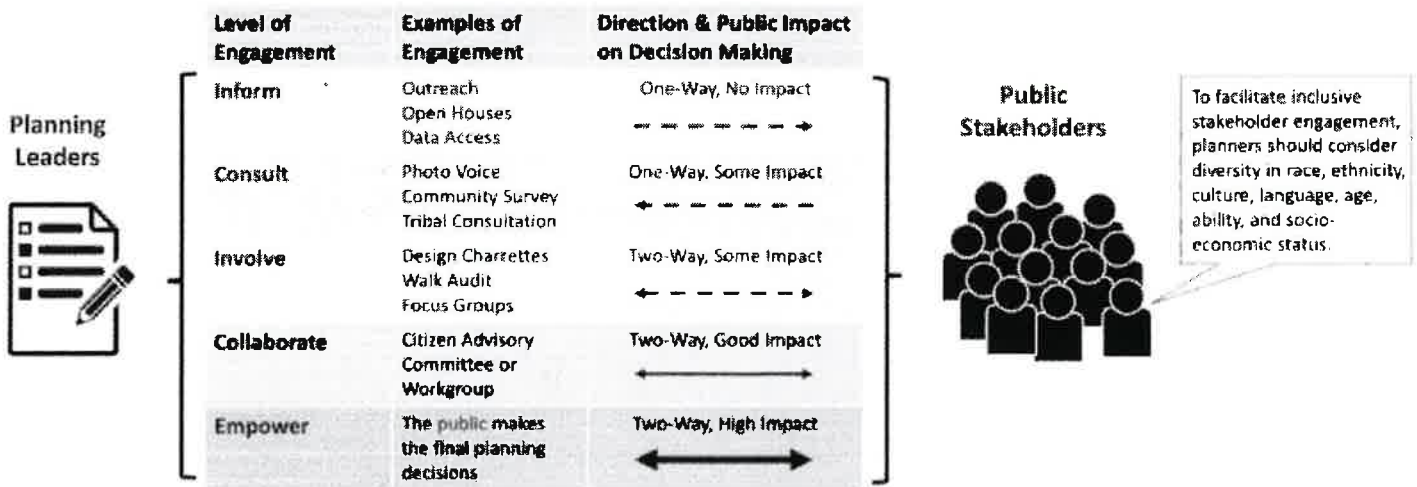 Planning
Leaders
Level of
Engagement
Examples of
Engagement
Direction & Public Impact
on Decision Making
Inform
Outreach
Open Houses
Data Access
One-Way, No Impact
Consult
Photo Voice
Community Survey
Tribal Consultation
One-Way, Some Impact
Involve
Design Charrettes
Walk Audit
Focus Groups
Two-Way, Some Impact
Collaborate
Citizen Advisory
Committee or
Workgroup
Two-Way, Good Impact
Empower
The public makes
the final planning
decisions
Two-Way, High Impact
Public
Stakeholders
To facilitate inclusive
stakeholder engagement,
planners should consider
diversity in race, ethnicity,
culture, language, age,
ability, and socio-
economic status.